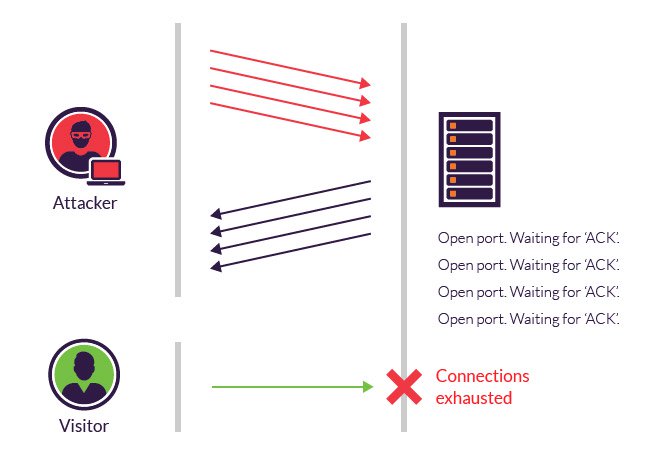 Attacker
Open port. Waiting for ‘ACK’.
Open port. Waiting for ‘ACK’.
Open port. Waiting for ‘ACK’.
Open port. Waiting for ‘ACK’.
Visitor
Connections
exhausted